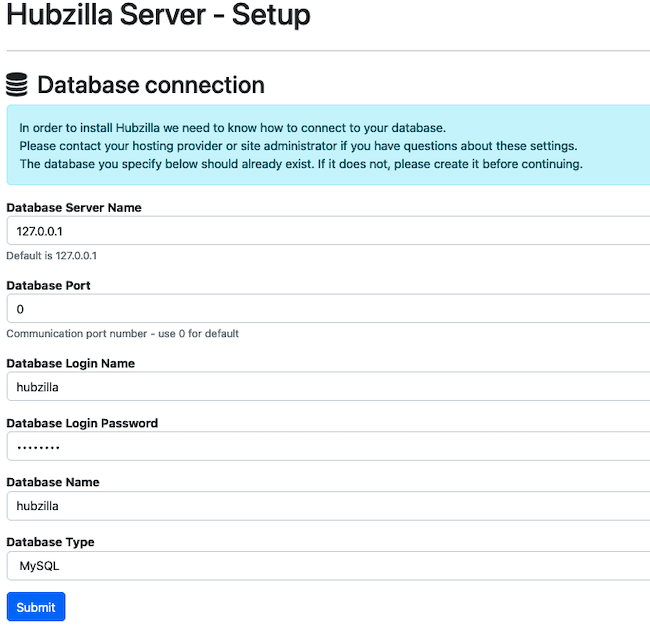 Hubzilla Server - Setup
Database connection
In order to install Hubzilla we need to know how to connect to your database.
Please contact your hosting provider or site administrator if you have questions about these settings.
The database you specify below should already exist. If it does not, please create it before continuing.
Database Server Name
127.0.0.1
Default is 127.0.0.1
Database Port
0
Communication port number - use 0 for default
Database Login Name
hubzilla
Database Login Password
••••••••
Database Name
hubzilla
Database Type
MySQL
Submit